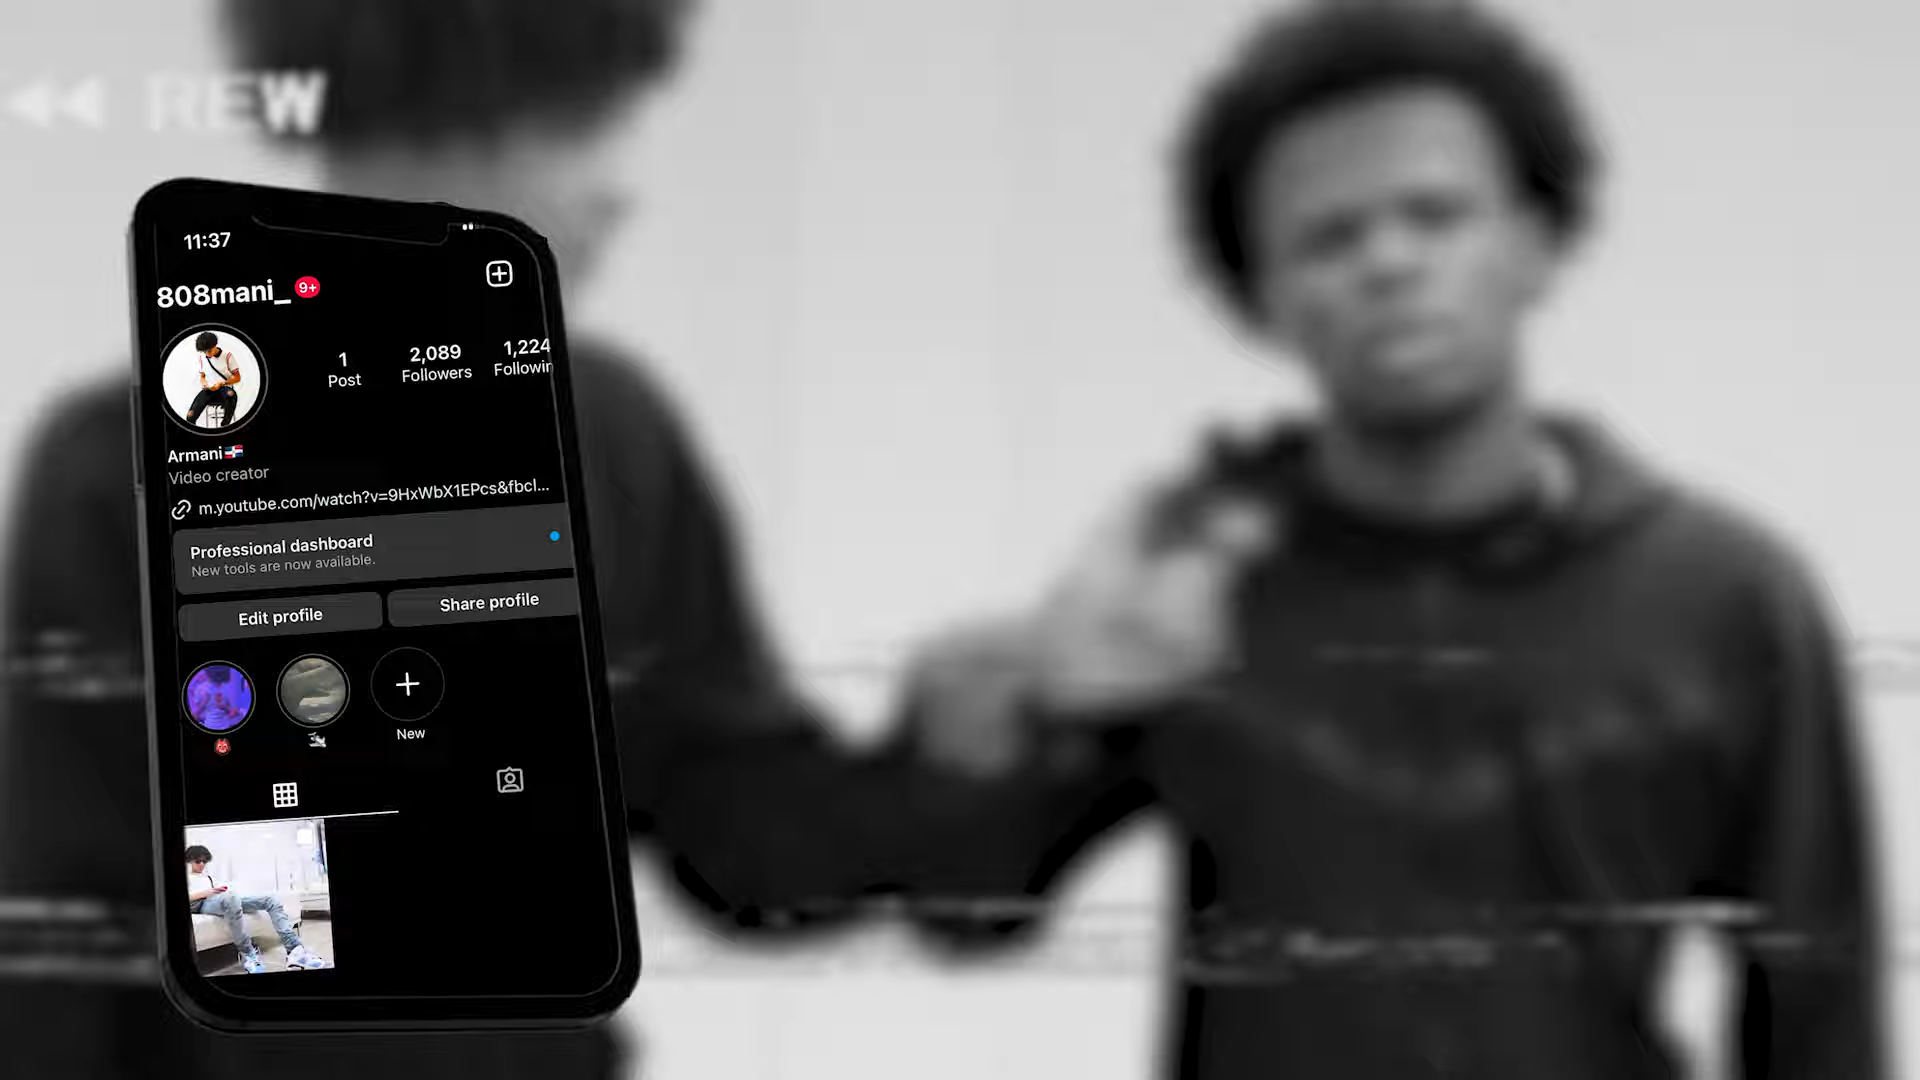 REW
11:37
808mani_ 9+
1 2,089 1,224
Post Followers Followin
Armani🇩🇴
Video creator
m.youtube.com/watch?v=9HxWbX1EPcs&fbcl...
Professional dashboard
New tools are now available.
Edit profile Share profile
New